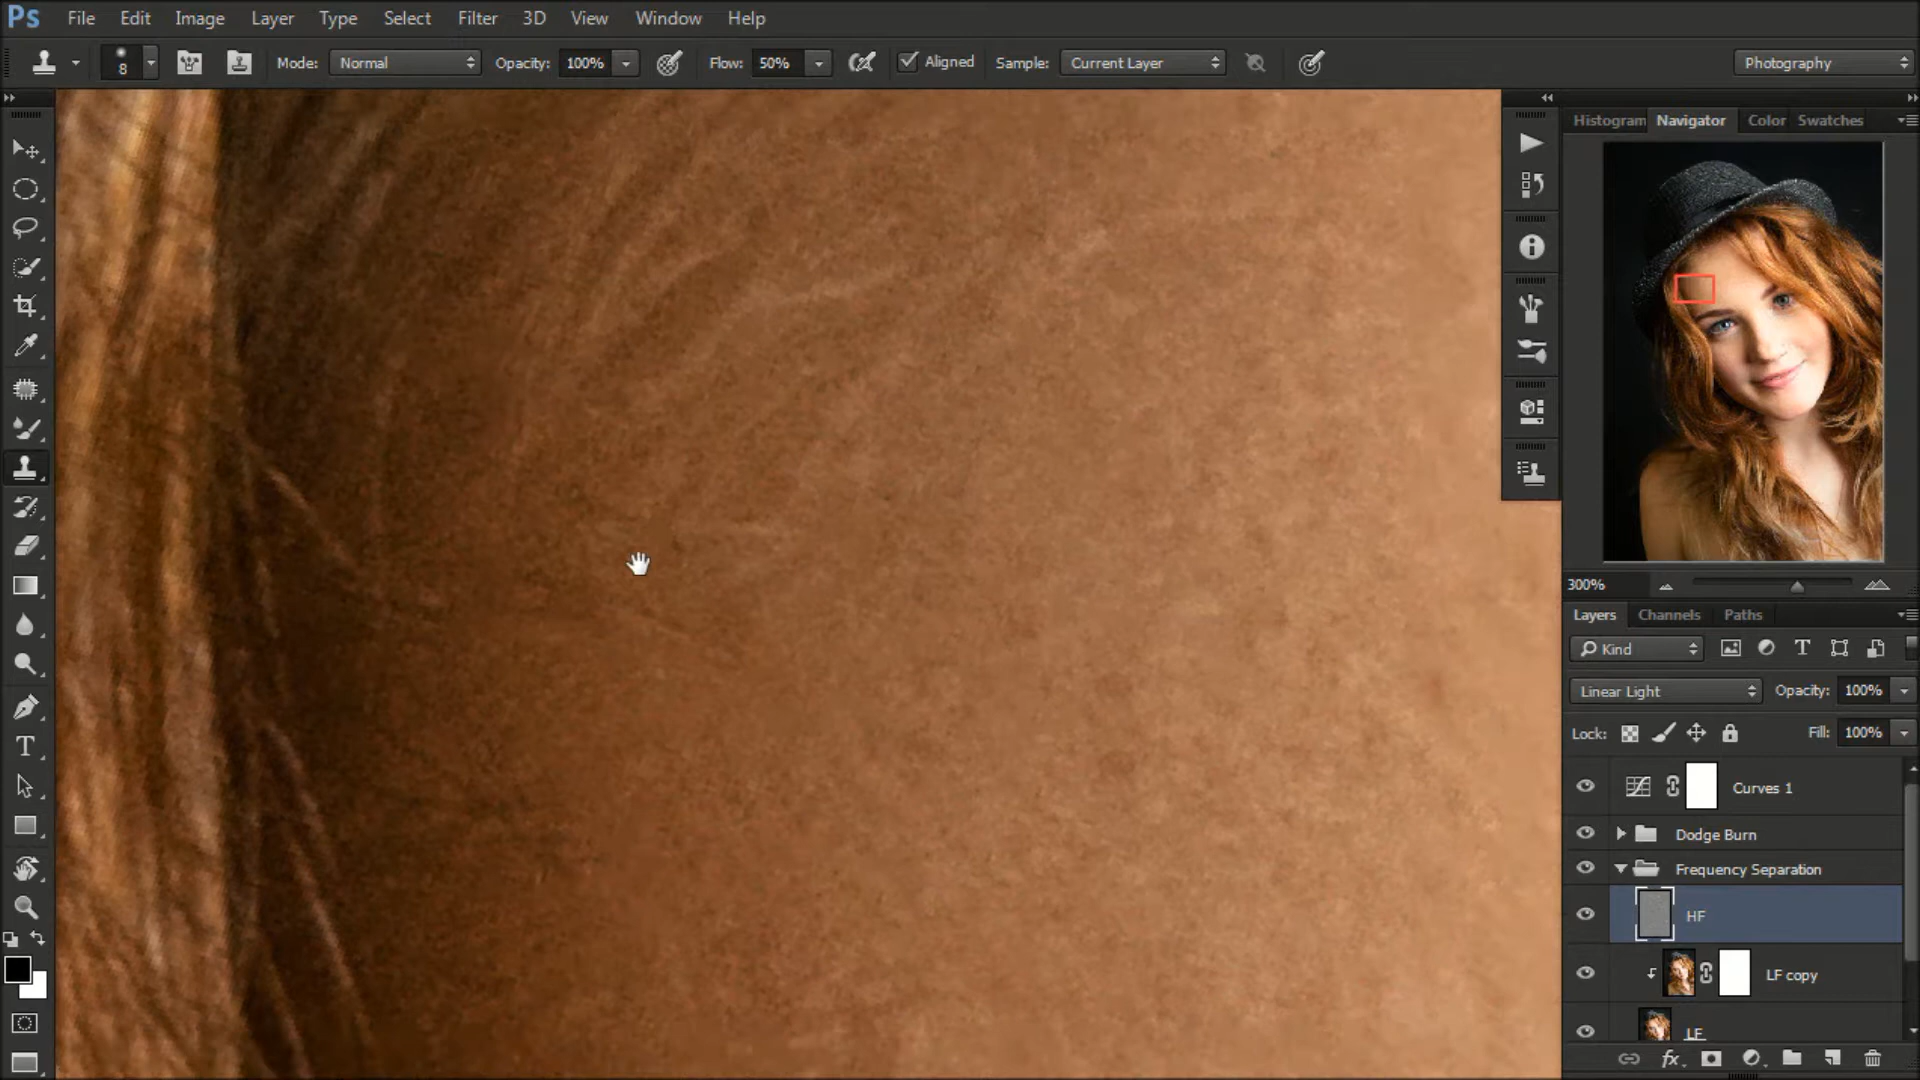 Ps File Edit Image Layer Type Select Filter 3D View Window Help
8 Mode: Normal Opacity: 100% Flow: 50% Aligned Sample: Current Layer Photography
Histogram Navigator Color Swatches
300%
Layers Channels Paths
Kind T
Linear Light Opacity: 100%
Lock: Fill: 100%
Curves 1
Dodge Burn
Frequency Separation
HF
LF copy
LF
fx
T